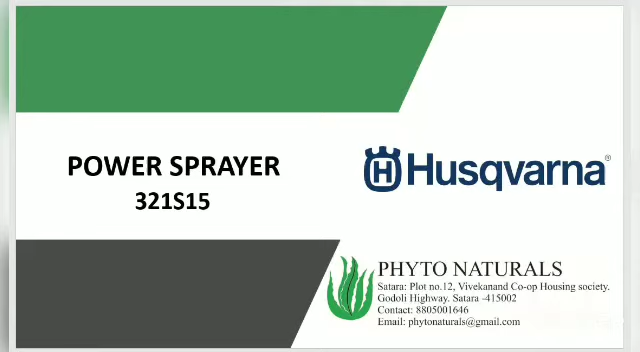 POWER SPRAYER
321S15
Husqvarna®
PHYTO NATURALS
Satara: Plot no.12, Vivekanand Co-op Housing society.
Godoli Highway. Satara -415002
Contact: 8805001646
Email: phytonaturals@gmail.com